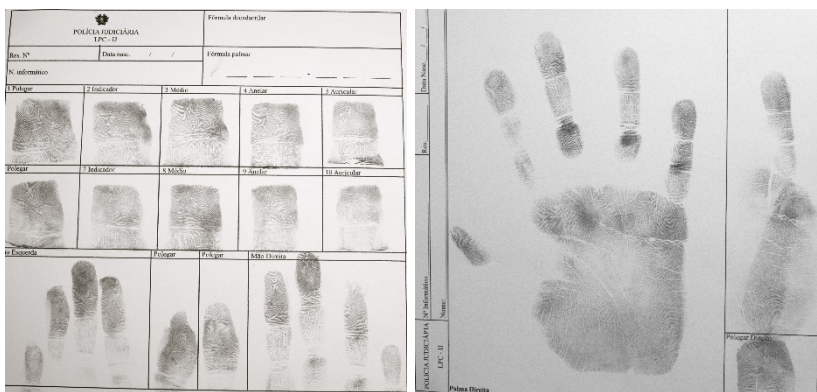 POLÍCIA JUDICIÁRIA
LPC - IJ
Fórmula decadactilar
Res. Nº
Data nasc. / /
Fórmula palmar
N. informático
1 Polegar
2 Indicador
3 Médio
4 Anelar
5 Auricular
Polegar
7 Indicador
8 Médio
9 Anelar
10 Auricular
o Esquerda
Polegar
Polegar
Mão Direita
Data Nasc. / /
Res.
Nº Informático
Nome:
POLÍCIA JUDICIÁRIA
LPC - IJ
Palma Direita
Polegar Direito